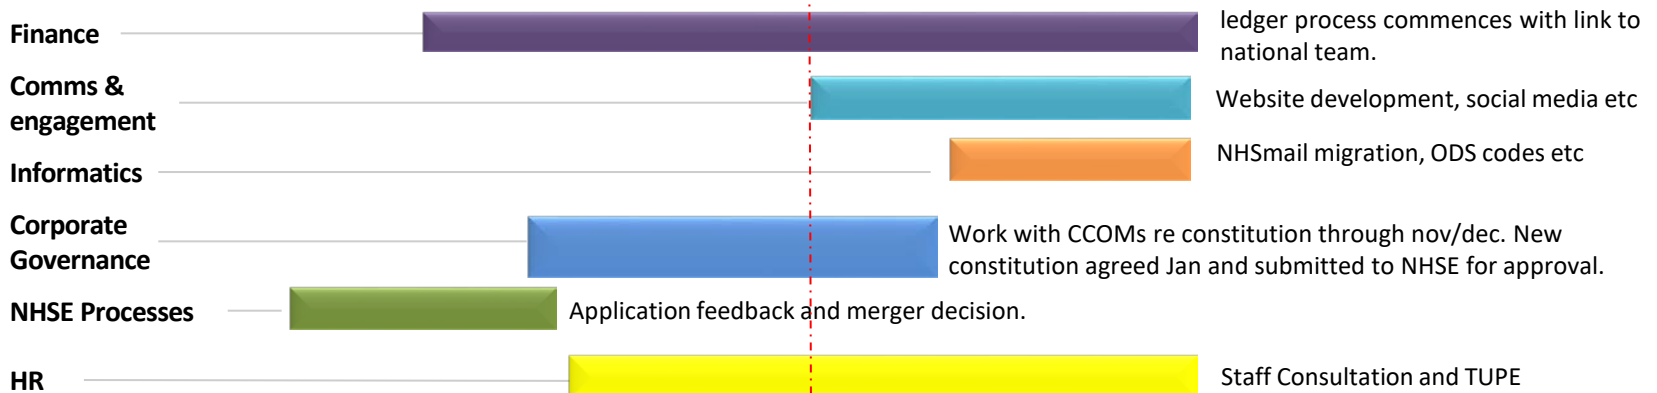 Finance
ledger process commences with link to
national team.
Comms &
engagement
Website development, social media etc
Informatics
NHSmail migration, ODS codes etc
Corporate
Governance
Work with CCOMs re constitution through nov/dec. New
constitution agreed Jan and submitted to NHSE for approval.
NHSE Processes
Application feedback and merger decision.
HR
Staff Consultation and TUPE